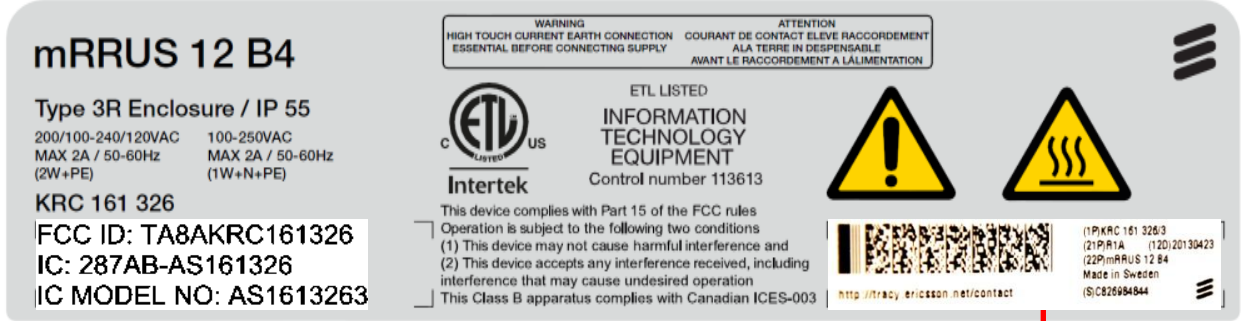 mRRUS 12 B4
Type 3R Enclosure / IP 55
200/100-240/120VAC
MAX 2A / 50-60Hz
(2W+PE)
100-250VAC
MAX 2A / 50-60Hz
(1W+N+PE)
KRC 161 326
FCC ID: TA8AKRC161326
IC: 287AB-AS161326
IC MODEL NO: AS1613263
WARNING
HIGH TOUCH CURRENT EARTH CONNECTION
ESSENTIAL BEFORE CONNECTING SUPPLY
ATTENTION
COURANT DE CONTACT ELEVE RACCORDEMENT
ALA TERRE IN DESPENSABLE
AVANT LE RACCORDEMENT A LÁLIMENTATION
C ETL US
LISTED
Intertek
ETL LISTED
INFORMATION
TECHNOLOGY
EQUIPMENT
Control number 113613
This device complies with Part 15 of the FCC rules
Operation is subject to the following two conditions
(1) This device may not cause harmful interference and
(2) This device accepts any interference received, including
interference that may cause undesired operation
This Class B apparatus complies with Canadian ICES-003
http://tracy.ericsson.net/contact
(1P)KRC 161 326/3
(21P)R1A (12D)20130423
(22P)mRRUS 12 B4
Made in Sweden
(S)C826984844